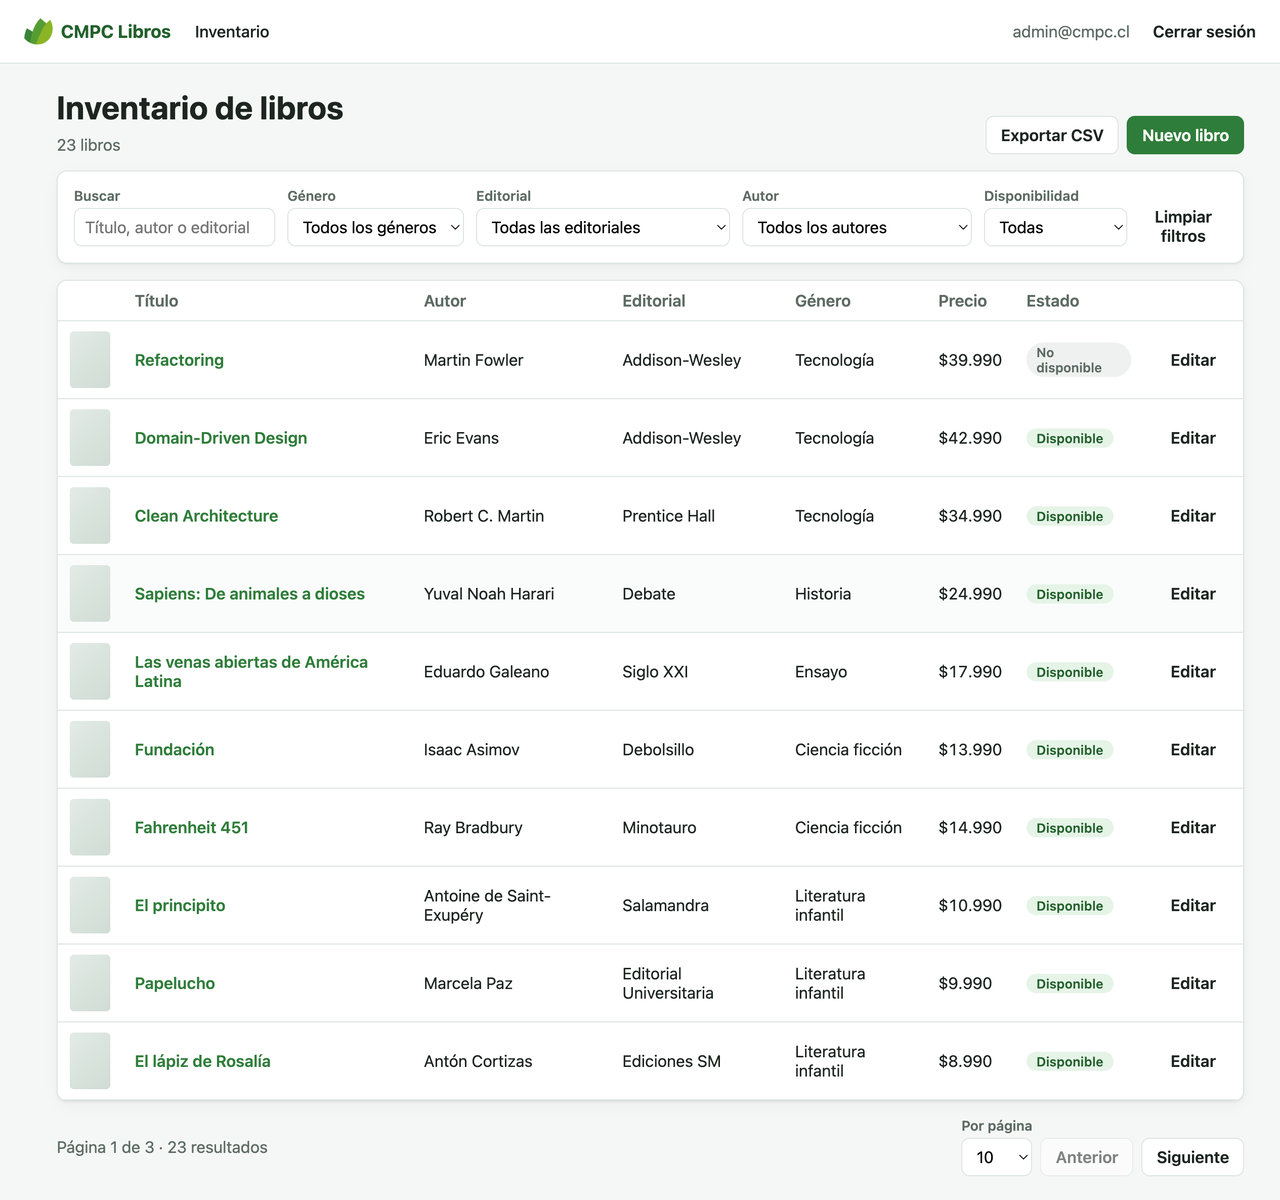 CMPC Libros Inventario admin@cmpc.cl Cerrar sesión
Inventario de libros
23 libros
Exportar CSV Nuevo libro
Buscar Género Editorial Autor Disponibilidad
Título, autor o editorial Todos los géneros Todas las editoriales Todos los autores Todas Limpiar filtros
Título Autor Editorial Género Precio Estado
Refactoring Martin Fowler Addison-Wesley Tecnología $39.990 No disponible Editar
Domain-Driven Design Eric Evans Addison-Wesley Tecnología $42.990 Disponible Editar
Clean Architecture Robert C. Martin Prentice Hall Tecnología $34.990 Disponible Editar
Sapiens: De animales a dioses Yuval Noah Harari Debate Historia $24.990 Disponible Editar
Las venas abiertas de América Latina Eduardo Galeano Siglo XXI Ensayo $17.990 Disponible Editar
Fundación Isaac Asimov Debolsillo Ciencia ficción $13.990 Disponible Editar
Fahrenheit 451 Ray Bradbury Minotauro Ciencia ficción $14.990 Disponible Editar
El principito Antoine de Saint-Exupéry Salamandra Literatura infantil $10.990 Disponible Editar
Papelucho Marcela Paz Editorial Universitaria Literatura infantil $9.990 Disponible Editar
El lápiz de Rosalía Antón Cortizas Ediciones SM Literatura infantil $8.990 Disponible Editar
Página 1 de 3 · 23 resultados
Por página
10 Anterior Siguiente